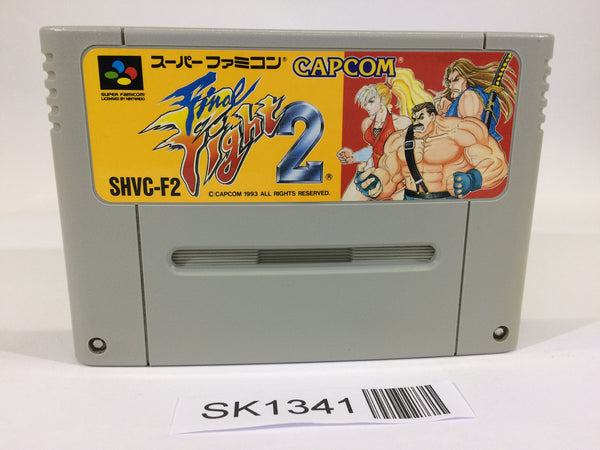 スーパーファミコン®
CAPCOM®
SUPER FAMICOM
LICENSED BY NINTENDO
Final
Fight
2®
SHVC-F2
© CAPCOM 1993 ALL RIGHTS RESERVED.
SK1341